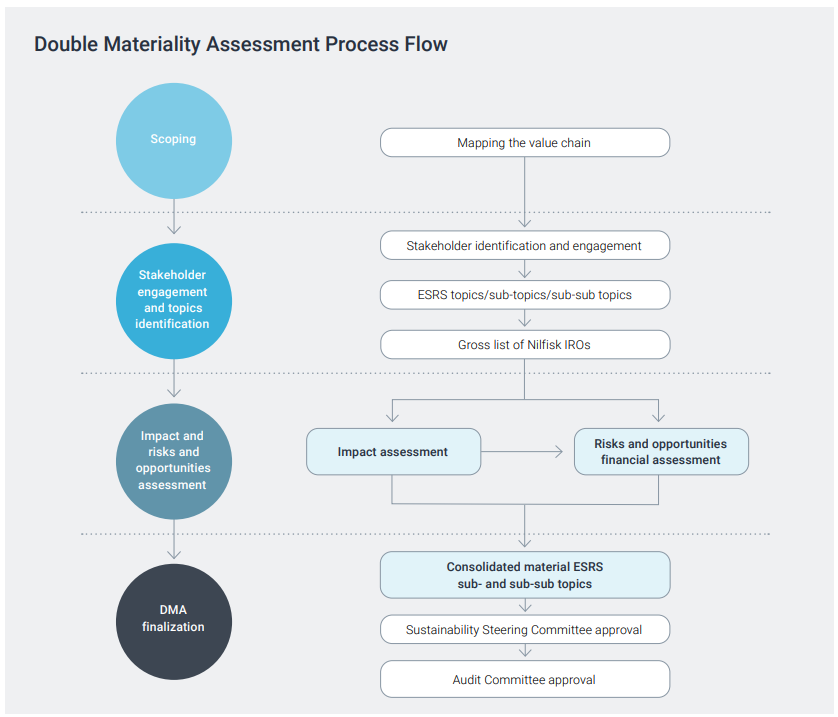 Double Materiality Assessment Process Flow
Scoping
Mapping the value chain
Stakeholder
engagement
and topics
identification
Stakeholder identification and engagement
ESRS topics/sub-topics/sub-sub topics
Gross list of Nilfisk IROs
Impact and
risks and
opportunities
assessment
Impact assessment
Risks and opportunities
financial assessment
DMA
finalization
Consolidated material ESRS
sub- and sub-sub topics
Sustainability Steering Committee approval
Audit Committee approval